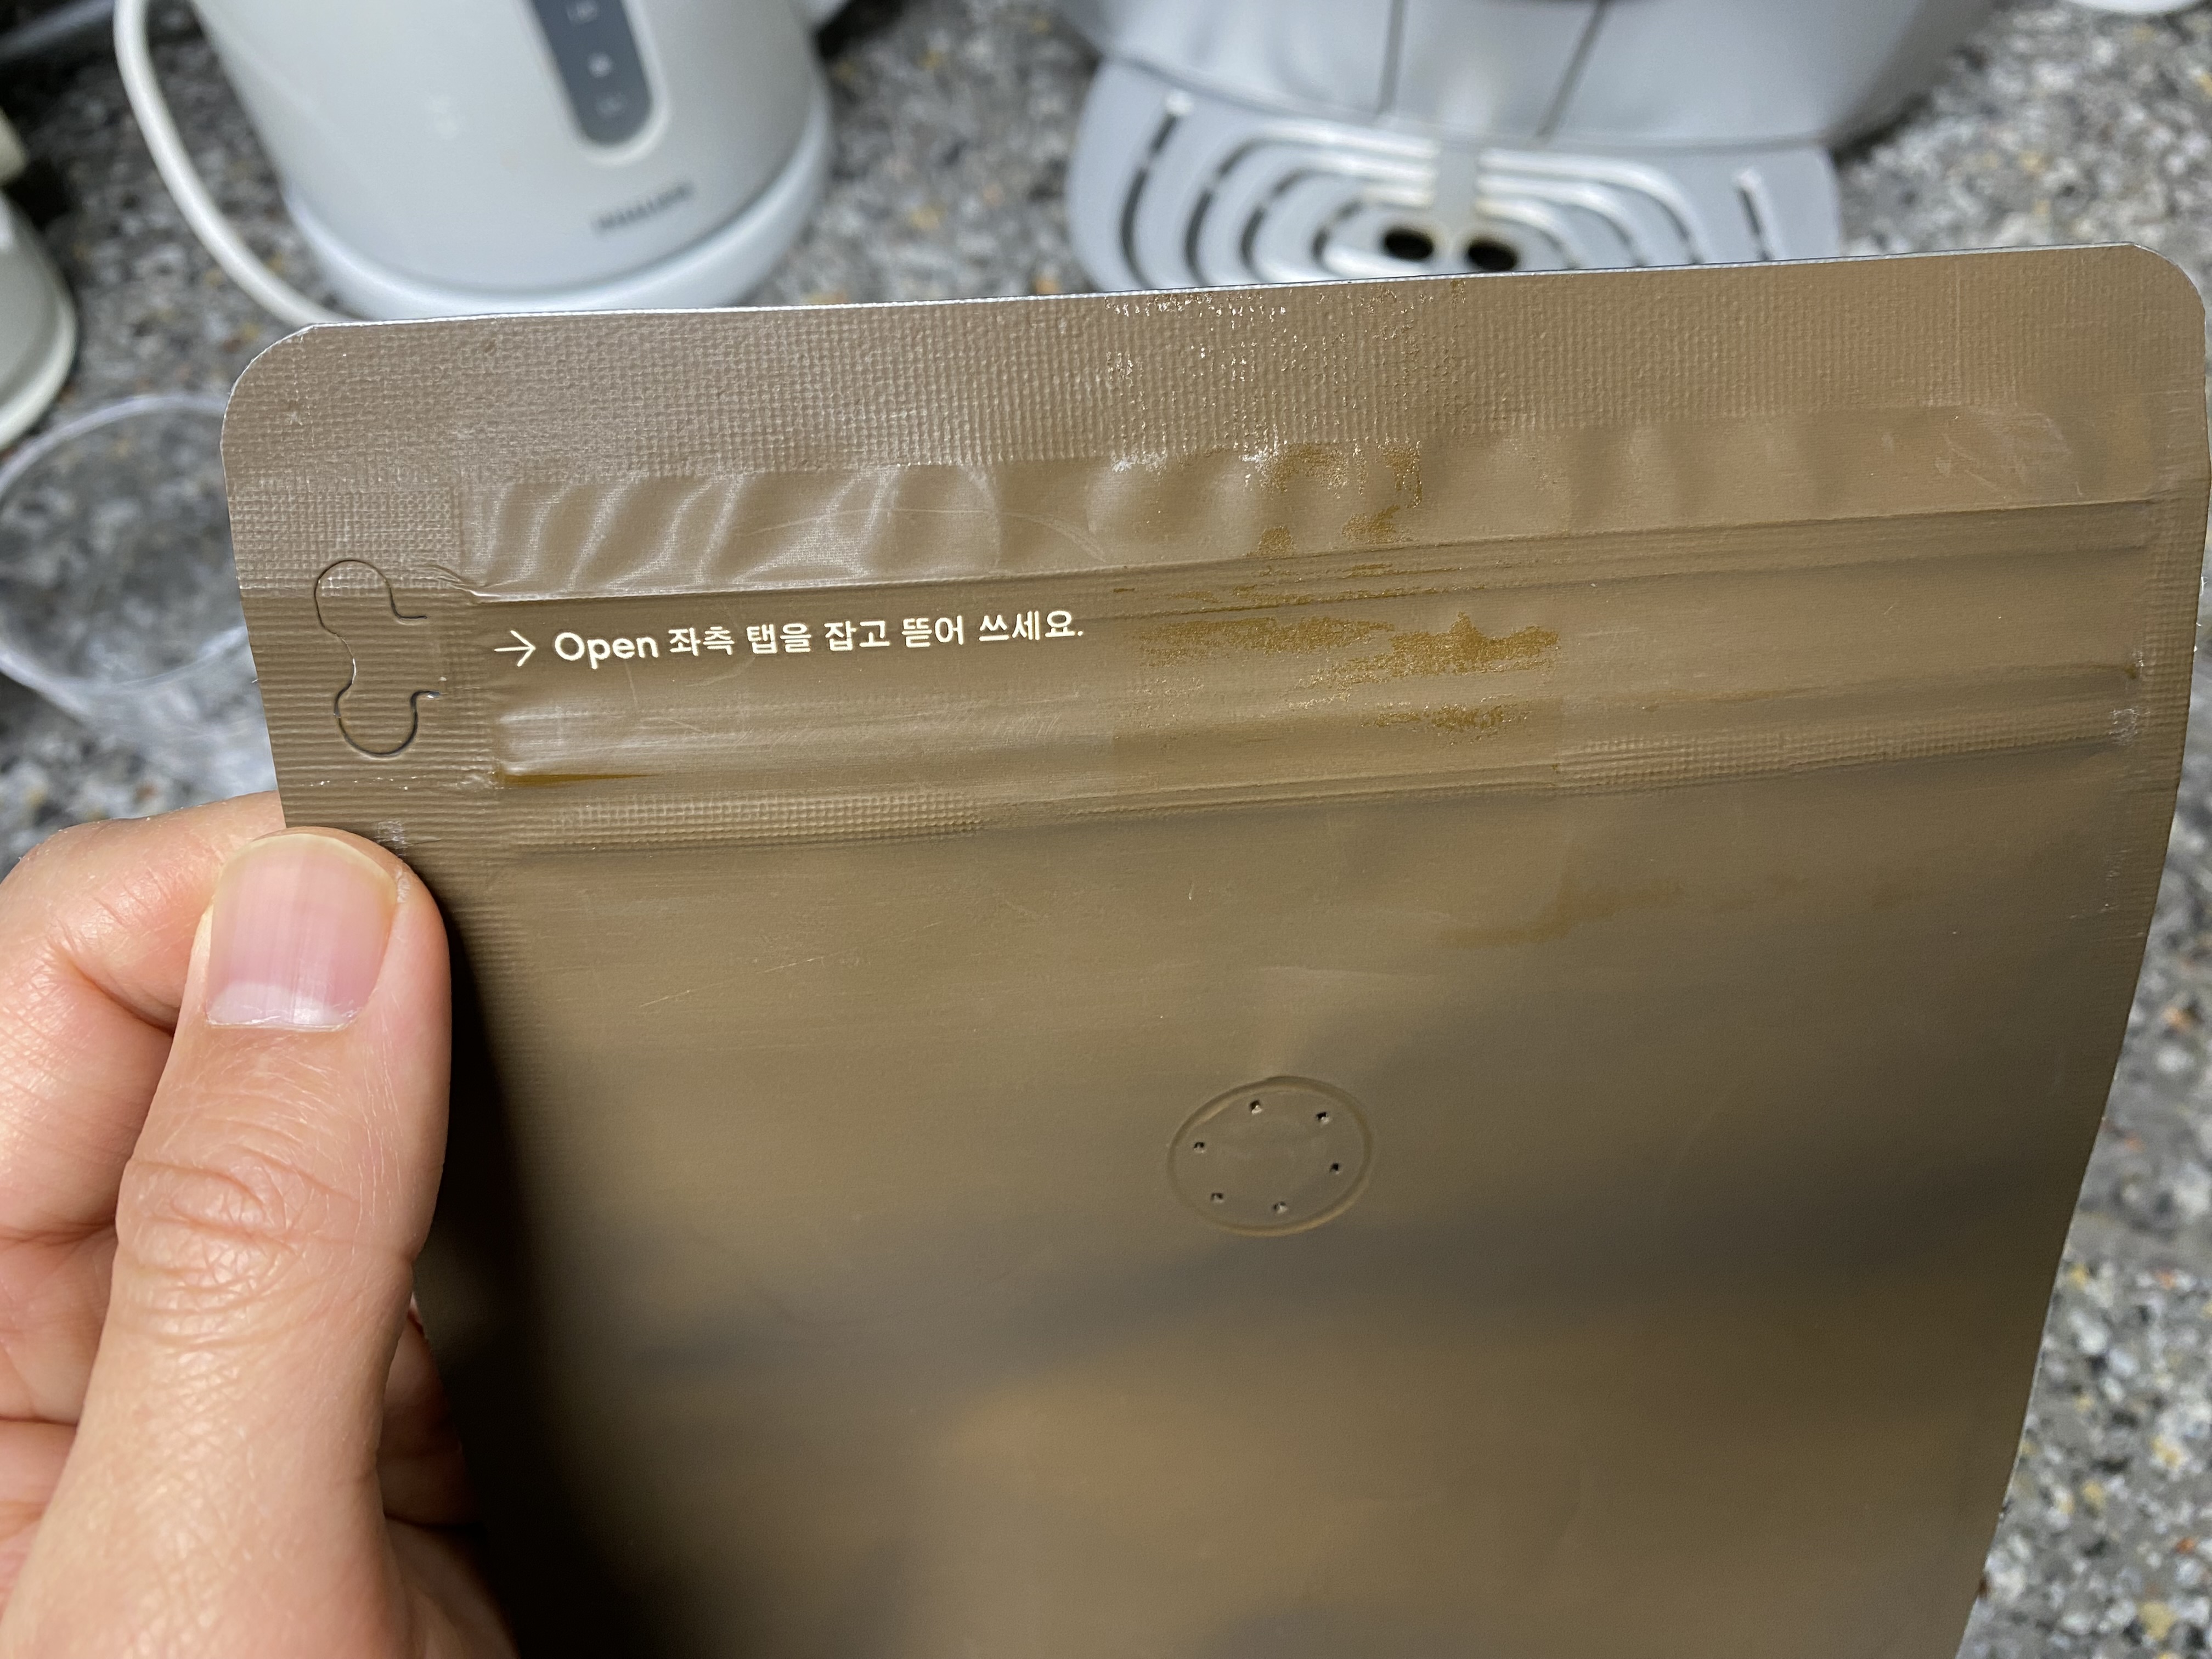 → Open 좌측 탭을 잡고 뜯어 쓰세요.